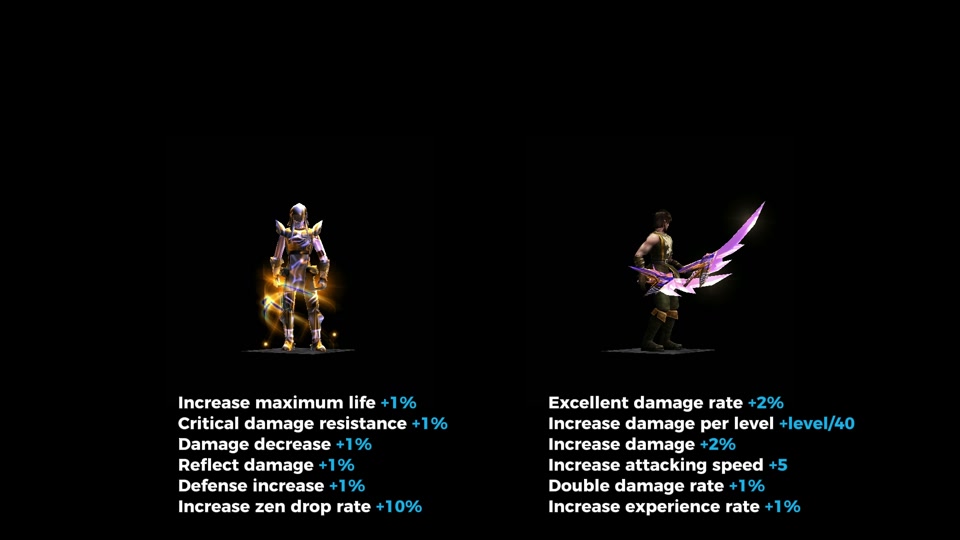 Increase maximum life +1%
Critical damage resistance +1%
Damage decrease +1%
Reflect damage +1%
Defense increase +1%
Increase zen drop rate +10%
Excellent damage rate +2%
Increase damage per level +level/40
Increase damage +2%
Increase attacking speed +5
Double damage rate +1%
Increase experience rate +1%